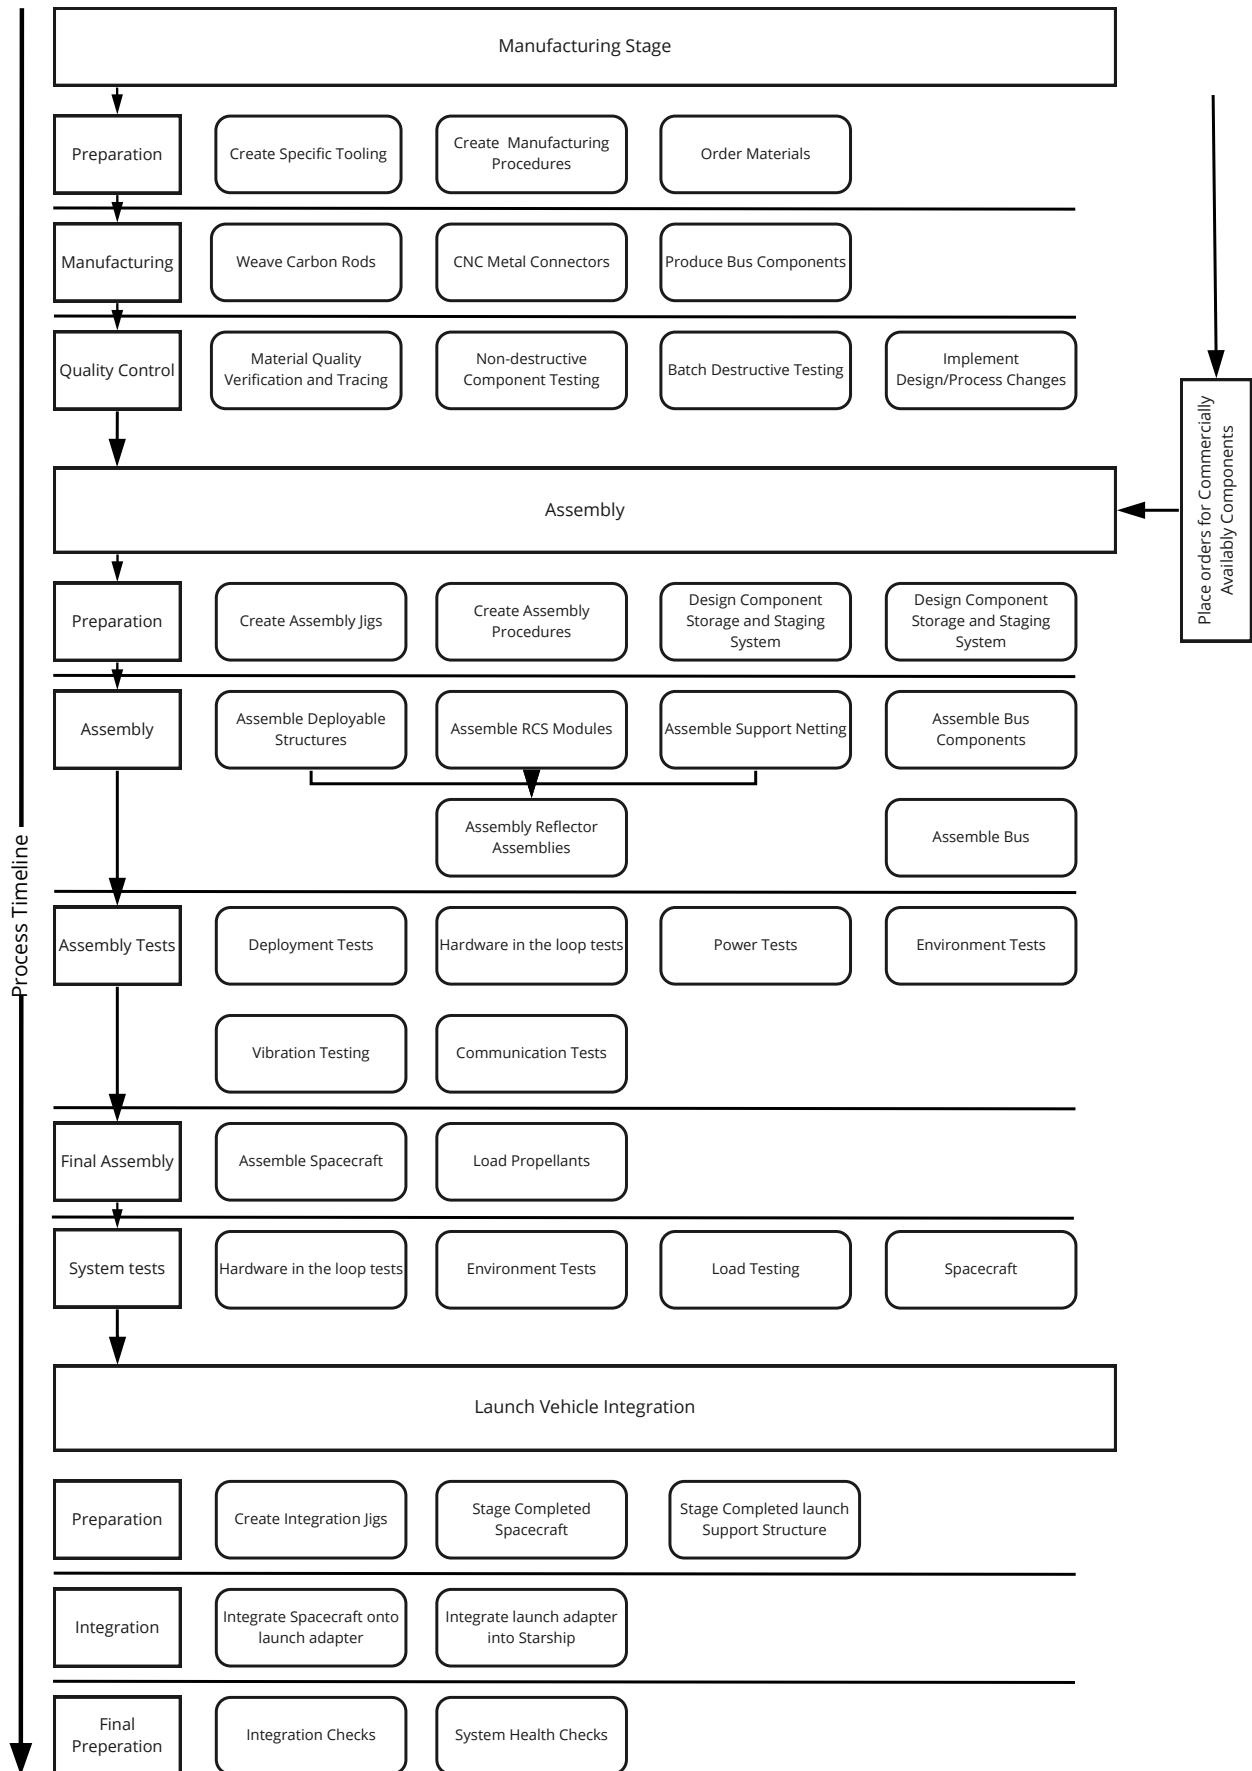 Manufacturing Stage
Preparation
Create Specific Tooling
Create  Manufacturing
Procedures
Order Materials
Manufacturing
Weave Carbon Rods
CNC Metal Connectors
Produce Bus Components
Quality Control
Material Quality
Verification and Tracing
Non-destructive
Component Testing
Batch Destructive Testing
Implement
Design/Process Changes
Place orders for Commercially
Availably Components
Assembly
Preparation
Create Assembly Jigs
Create Assembly
Procedures
Design Component
Storage and Staging
System
Design Component
Storage and Staging
System
Assembly
Assemble Deployable
Structures
Assemble RCS Modules
Assemble Support Netting
Assemble Bus
Components
Assembly Reflector
Assemblies
Assemble Bus
Process Timeline
Assembly Tests
Deployment Tests
Hardware in the loop tests
Power Tests
Environment Tests
Vibration Testing
Communication Tests
Final Assembly
Assemble Spacecraft
Load Propellants
System tests
Hardware in the loop tests
Environment Tests
Load Testing
Spacecraft
Launch Vehicle Integration
Preparation
Create Integration Jigs
Stage Completed
Spacecraft
Stage Completed launch
Support Structure
Integration
Integrate Spacecraft onto
launch adapter
Integrate launch adapter
into Starship
Final
Preperation
Integration Checks
System Health Checks